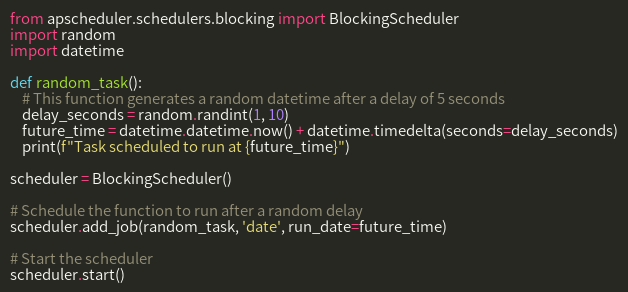 from apscheduler.schedulers.blocking import BlockingScheduler
import random
import datetime

def random_task():
    # This function generates a random datetime after a delay of 5 seconds
    delay_seconds = random.randint(1, 10)
    future_time = datetime.datetime.now() + datetime.timedelta(seconds=delay_seconds)
    print(f"Task scheduled to run at {future_time}")

scheduler = BlockingScheduler()

# Schedule the function to run after a random delay
scheduler.add_job(random_task, 'date', run_date=future_time)

# Start the scheduler
scheduler.start()